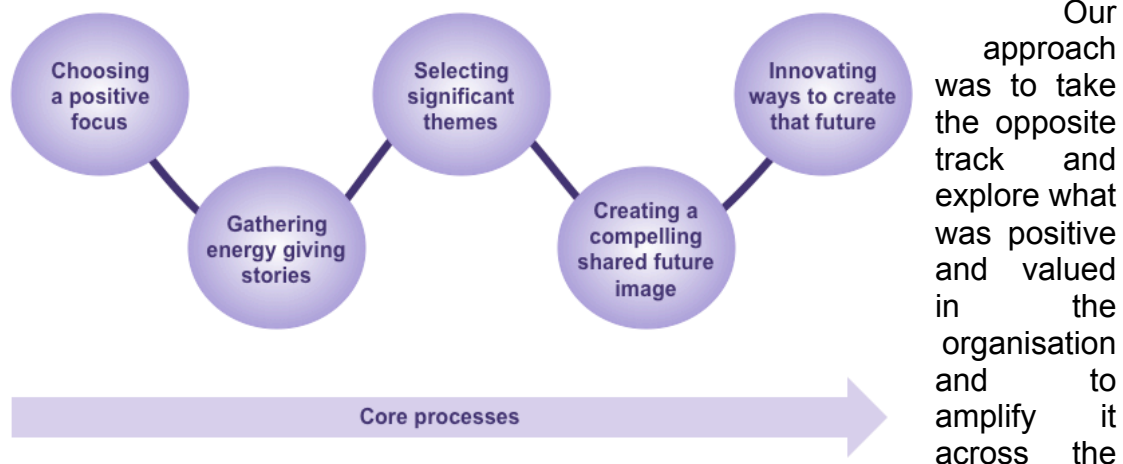 Choosing
a positive
focus
Gathering
energy giving
stories
Selecting
significant
themes
Creating a
compelling
shared future
image
Innovating
ways to create
that future
Core processes
Our
approach
was to take
the opposite
track and
explore what
was positive
and valued
in the
organisation
and to
amplify it
across the